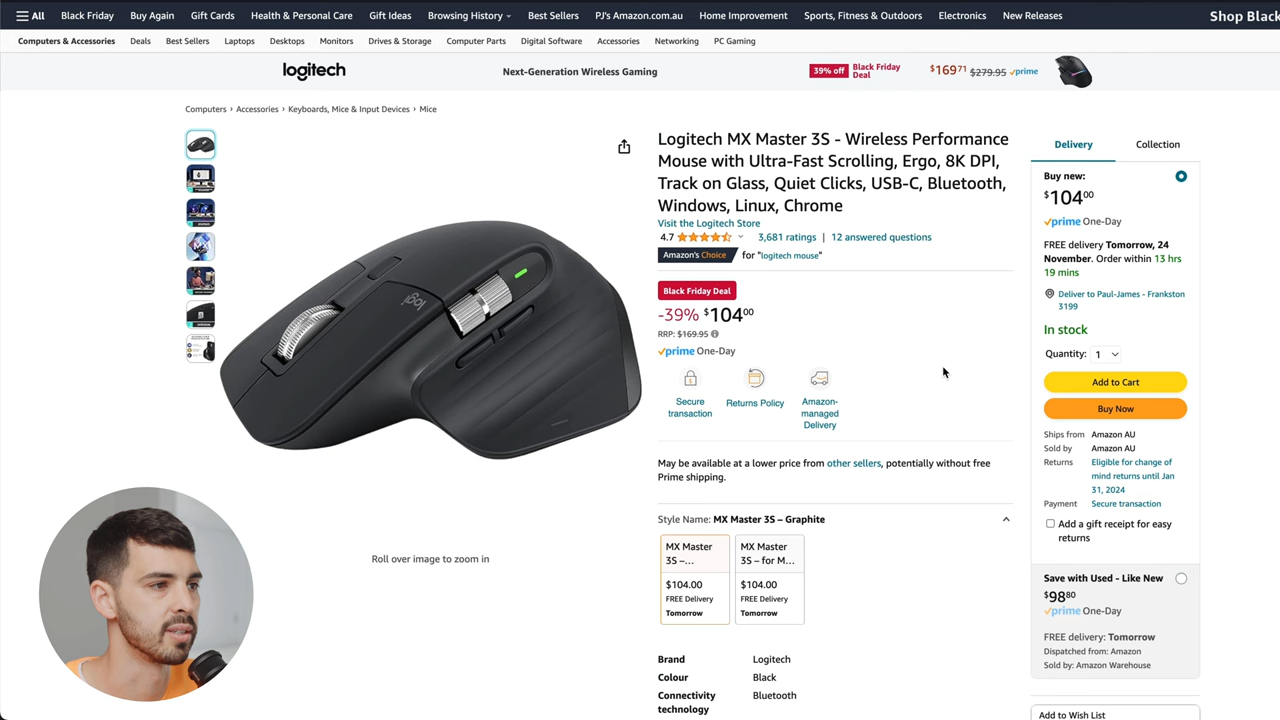 All Black Friday Buy Again Gift Cards Health & Personal Care Gift Ideas Browsing History Best Sellers PJ's Amazon.com.au Home Improvement Sports, Fitness & Outdoors Electronics New Releases Shop Black
Computers & Accessories Deals Best Sellers Laptops Desktops Monitors Drives & Storage Computer Parts Digital Software Accessories Networking PC Gaming
logitech Next-Generation Wireless Gaming 39% off Black Friday Deal $169.71 $279.95 prime
Computers › Accessories › Keyboards, Mice & Input Devices › Mice
logi
Roll over image to zoom in
Logitech MX Master 3S - Wireless Performance
Mouse with Ultra-Fast Scrolling, Ergo, 8K DPI,
Track on Glass, Quiet Clicks, USB-C, Bluetooth,
Windows, Linux, Chrome
Visit the Logitech Store
4.7 3,681 ratings | 12 answered questions
Amazon's Choice for "logitech mouse"
Black Friday Deal
-39% $104.00
RRP: $169.95
prime One-Day
Secure transaction
Returns Policy
Amazon-managed Delivery
May be available at a lower price from other sellers, potentially without free
Prime shipping.
Style Name: MX Master 3S – Graphite
MX Master 3S –...
$104.00
FREE Delivery
Tomorrow
MX Master 3S – for M...
$104.00
FREE Delivery
Tomorrow
Brand Logitech
Colour Black
Connectivity technology Bluetooth
Delivery Collection
Buy new:
$104.00
prime One-Day
FREE delivery Tomorrow, 24
November. Order within 13 hrs
19 mins
Deliver to Paul-James - Frankston
3199
In stock
Quantity: 1
Add to Cart
Buy Now
Ships from Amazon AU
Sold by Amazon AU
Returns Eligible for change of
mind returns until Jan
31, 2024
Payment Secure transaction
Add a gift receipt for easy
returns
Save with Used - Like New
$98.80
prime One-Day
FREE delivery: Tomorrow
Dispatched from: Amazon
Sold by: Amazon Warehouse
Add to Wish List